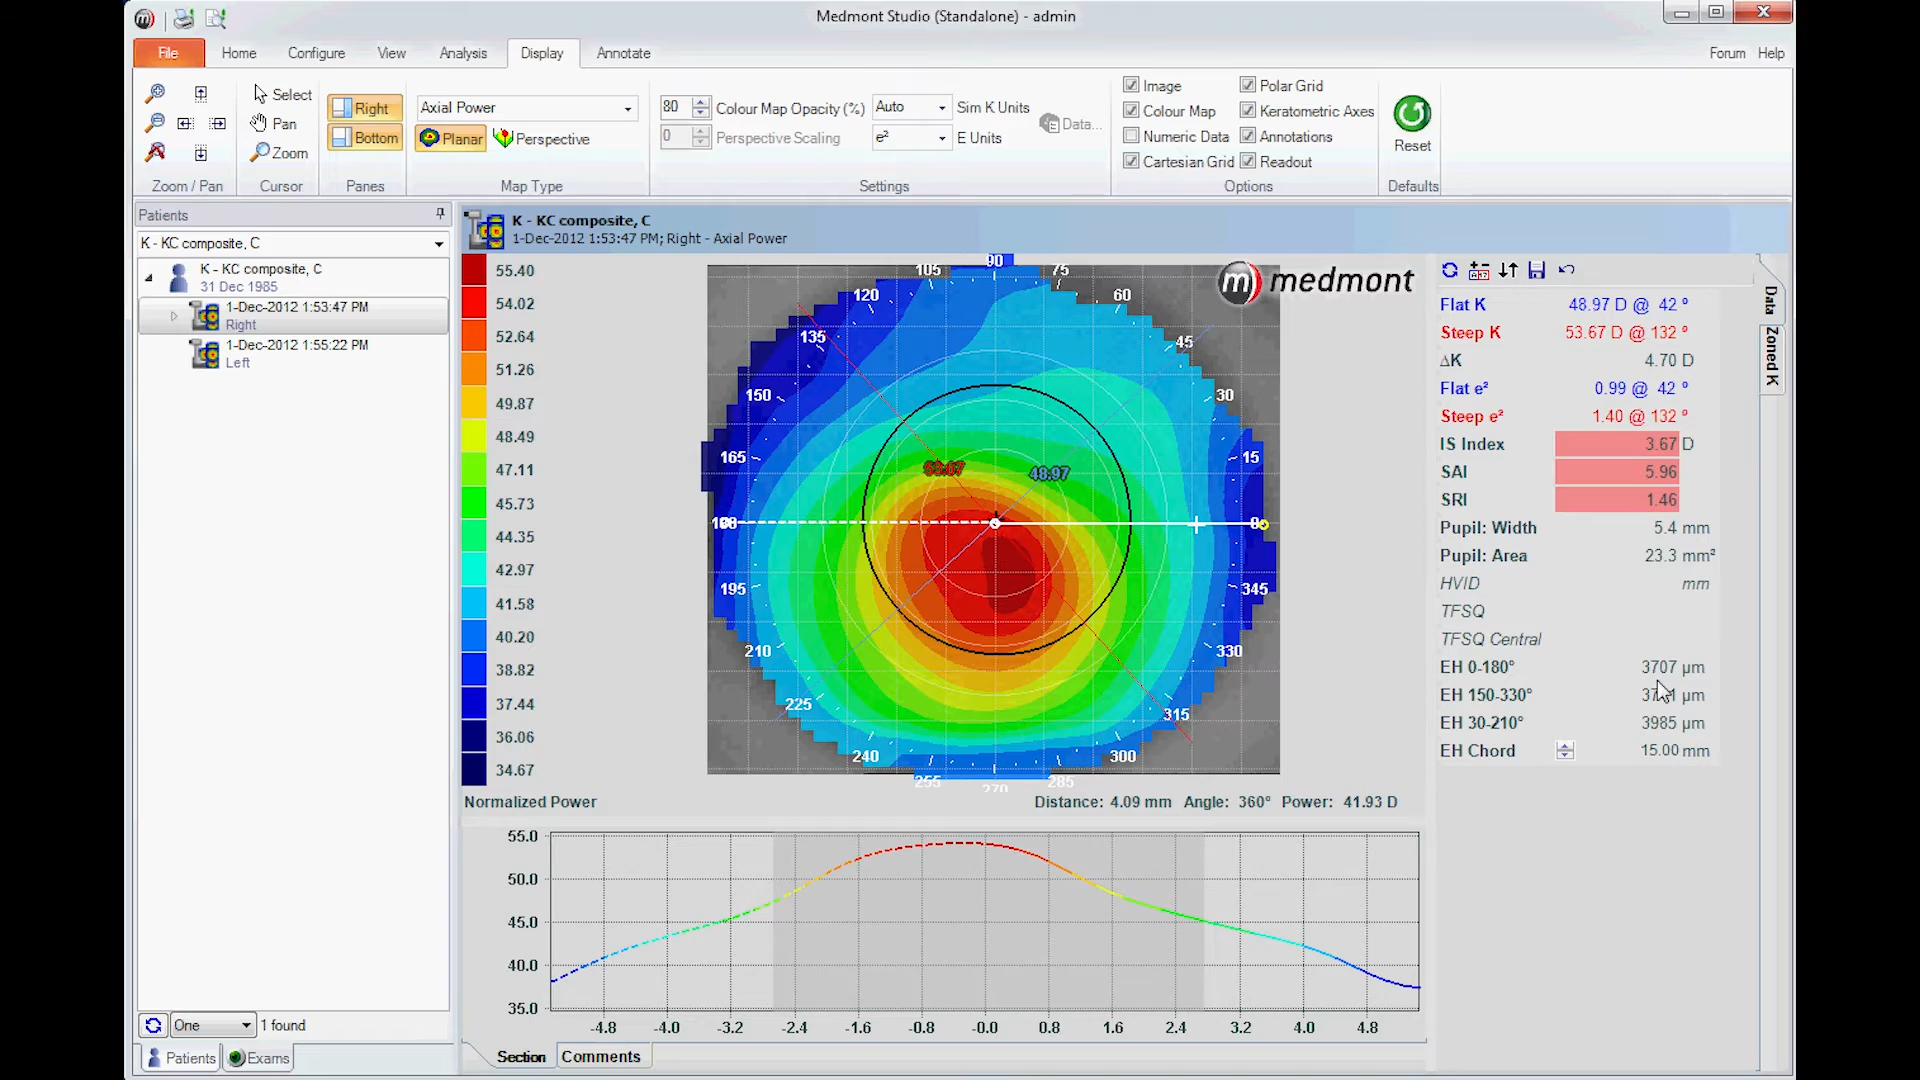 Medmont Studio (Standalone) - admin
File Home Configure View Analysis Display Annotate Forum Help
Select
Pan
Zoom
Zoom / Pan
Cursor
Right
Bottom
Panes
Axial Power
Planar Perspective
Map Type
80 Colour Map Opacity (%) Auto Sim K Units
0 Perspective Scaling e² E Units
Data...
Settings
Image Polar Grid
Colour Map Keratometric Axes
Numeric Data Annotations
Cartesian Grid Readout
Options
Reset
Defaults
Patients
K - KC composite, C
K - KC composite, C
31 Dec 1985
1-Dec-2012 1:53:47 PM
Right
1-Dec-2012 1:55:22 PM
Left
One 1 found
Patients Exams
K - KC composite, C
1-Dec-2012 1:53:47 PM; Right - Axial Power
55.40
54.02
52.64
51.26
49.87
48.49
47.11
45.73
44.35
42.97
41.58
40.20
38.82
37.44
36.06
34.67
medmont
105 90 75
120 60
135 45
150 30
165 15
53.67 48.97
195 345
210 330
225 315
240 300
255 270 285
Normalized Power
Distance: 4.09 mm Angle: 360° Power: 41.93 D
55.0
50.0
45.0
40.0
35.0
-4.8 -4.0 -3.2 -2.4 -1.6 -0.8 -0.0 0.8 1.6 2.4 3.2 4.0 4.8
Section Comments
Flat K 48.97 D @ 42 °
Steep K 53.67 D @ 132 °
ΔK 4.70 D
Flat e² 0.99 @ 42 °
Steep e² 1.40 @ 132 °
IS Index 3.67 D
SAI 5.96
SRI 1.46
Pupil: Width 5.4 mm
Pupil: Area 23.3 mm²
HVID mm
TFSQ
TFSQ Central
EH 0-180° 3707 µm
EH 150-330° µm
EH 30-210° 3985 µm
EH Chord 15.00 mm
Data
Zoned K